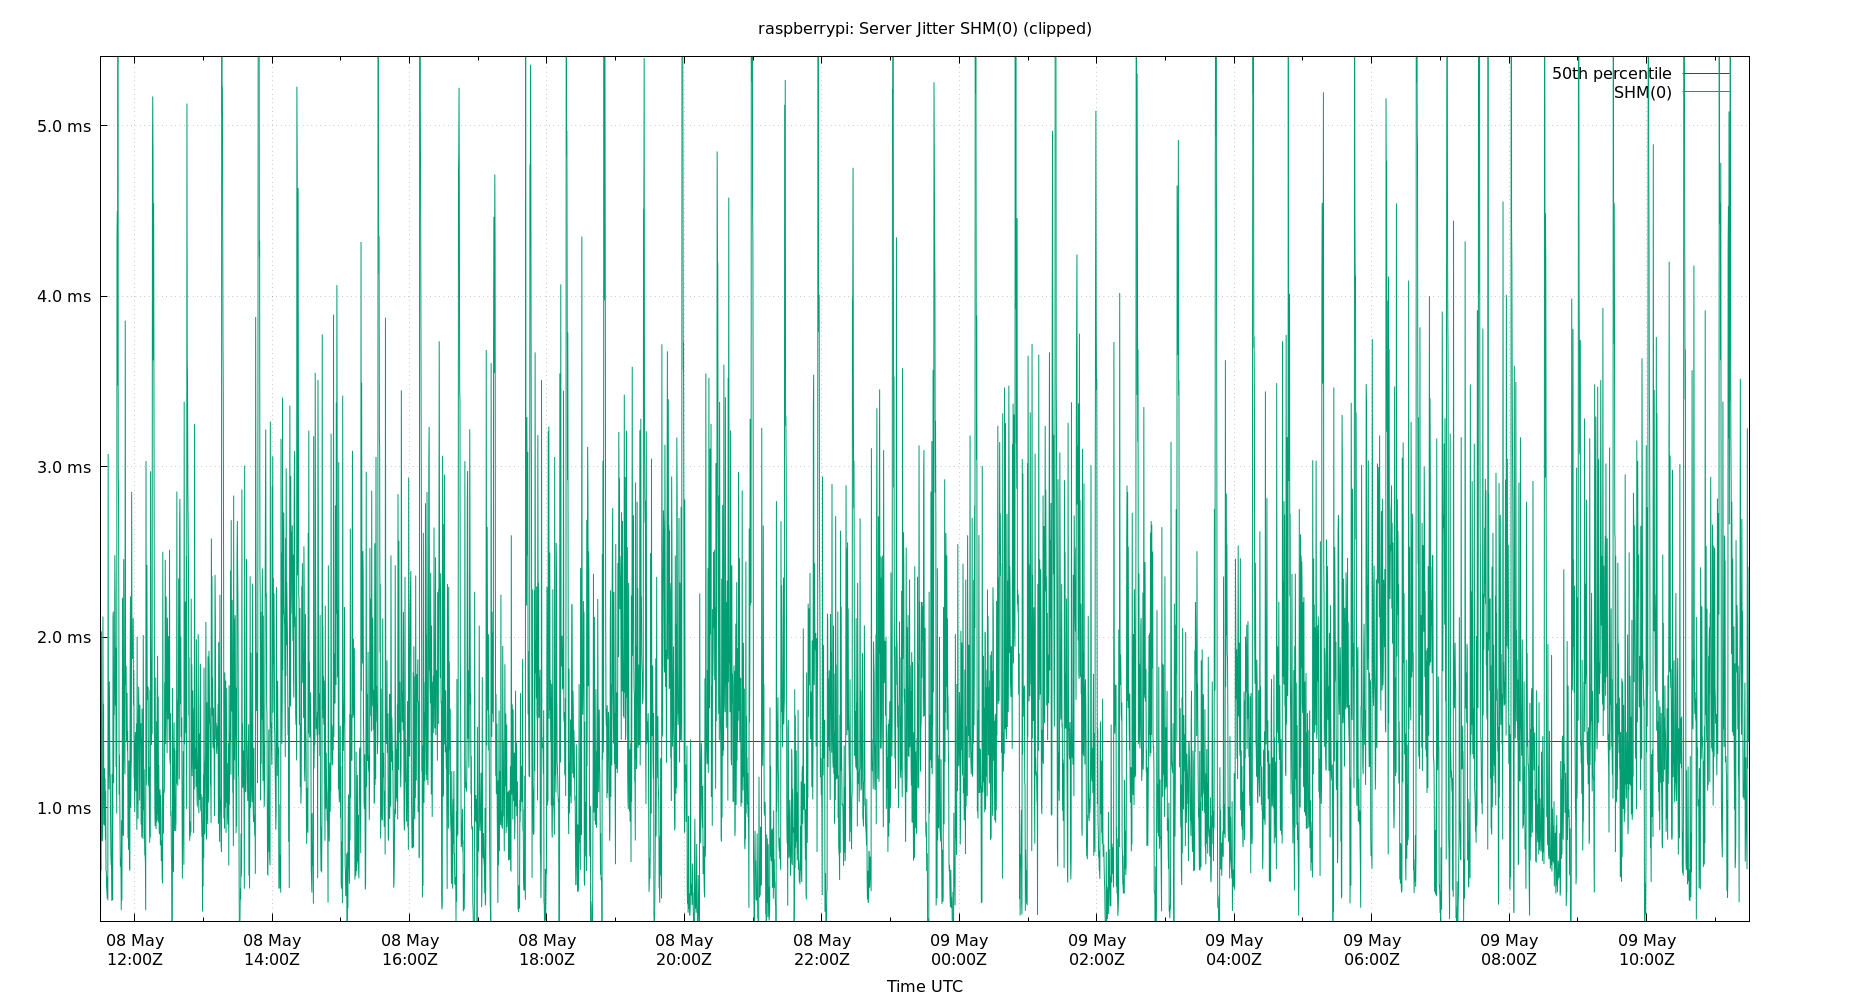 raspberrypi: Server Jitter SHM(0) (clipped)
50th percentile
SHM(0)
5.0 ms
4.0 ms
3.0 ms
2.0 ms
1.0 ms
08 May 08 May 08 May 08 May 08 May 08 May 09 May 09 May 09 May 09 May 09 May 09 May
12:00Z 14:00Z 16:00Z 18:00Z 20:00Z 22:00Z 00:00Z 02:00Z 04:00Z 06:00Z 08:00Z 10:00Z
Time UTC